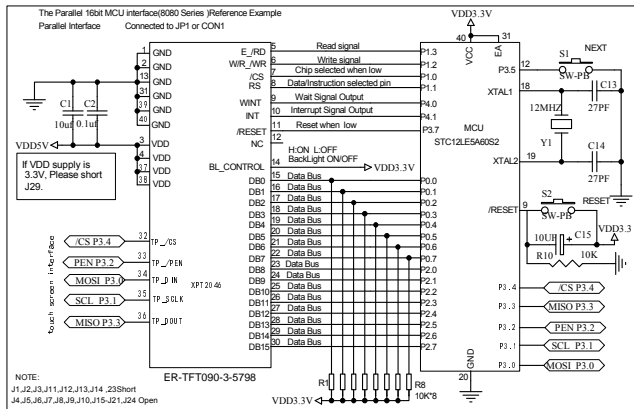 The Parallel 16bit MCU interface(8080 Series )Reference Example
Parallel Interface Connected to JP1 or CON1
VDD3.3V
40 31
VCC EA
1 GND
2 GND
13 GND
31 GND
39 GND
40 GND
3 VDD
4 VDD
37 VDD
38 VDD
C1 C2
10uf 0.1uf
VDD5V
If VDD supply is
3.3V, Please short
J29.
E_/RD 5 Read signal P1.3
W/R_/WR 6 Write signal P1.2
/CS 7 Chip selected when low P1.0
RS 8 Data/Instruction selected pin P1.1
WINT 9 Wait Signal Output P4.0
INT 10 Interrupt Signal Output P4.1
/RESET 11 Reset when low P3.7
NC 12
H:ON L:OFF
BL_CONTROL 14 BackLight ON/OFF VDD3.3V
DB0 15 Data Bus P0.0
DB1 16 Data Bus P0.1
DB2 17 Data Bus P0.2
DB3 18 Data Bus P0.3
DB4 19 Data Bus P0.4
DB5 20 Data Bus P0.5
DB6 21 Data Bus P0.6
DB7 22 Data Bus P0.7
DB8 23 Data Bus P2.0
DB9 24 Data Bus P2.1
DB10 25 Data Bus P2.2
DB11 26 Data Bus P2.3
DB12 27 Data Bus P2.4
DB13 28 Data Bus P2.5
DB14 29 Data Bus P2.6
DB15 30 Data Bus P2.7
touch screen interface
/CS P3.4 32 TP_/CS
PEN P3.2 33 TP_/PEN
MOSI P3.0 34 TP_DIN
SCL P3.1 35 TP_SCLK
MISO P3.3 36 TP_DOUT
XPT2046
ER-TFT090-3-5798
MCU
STC12LE5A60S2
P3.5 12 S1 NEXT
SW-PB
XTAL1 18 C13
12MHZ 27PF
Y1
XTAL2 19 C14
27PF
S2 RESET
/RESET 9 SW-PB
VDD3.3
10UF C15
R10 10K
P3.4 /CS P3.4
P3.3 MISO P3.3
P3.2 PEN P3.2
P3.1 SCL P3.1
P3.0 MOSI P3.0
GND
20
R1 R8
10K*8
VDD3.3V
NOTE:
J1,J2,J3,J11,J12,J13,J14 ,23Short
J4,J5,J6,J7,J8,J9,J10,J15-J21,J24 Open